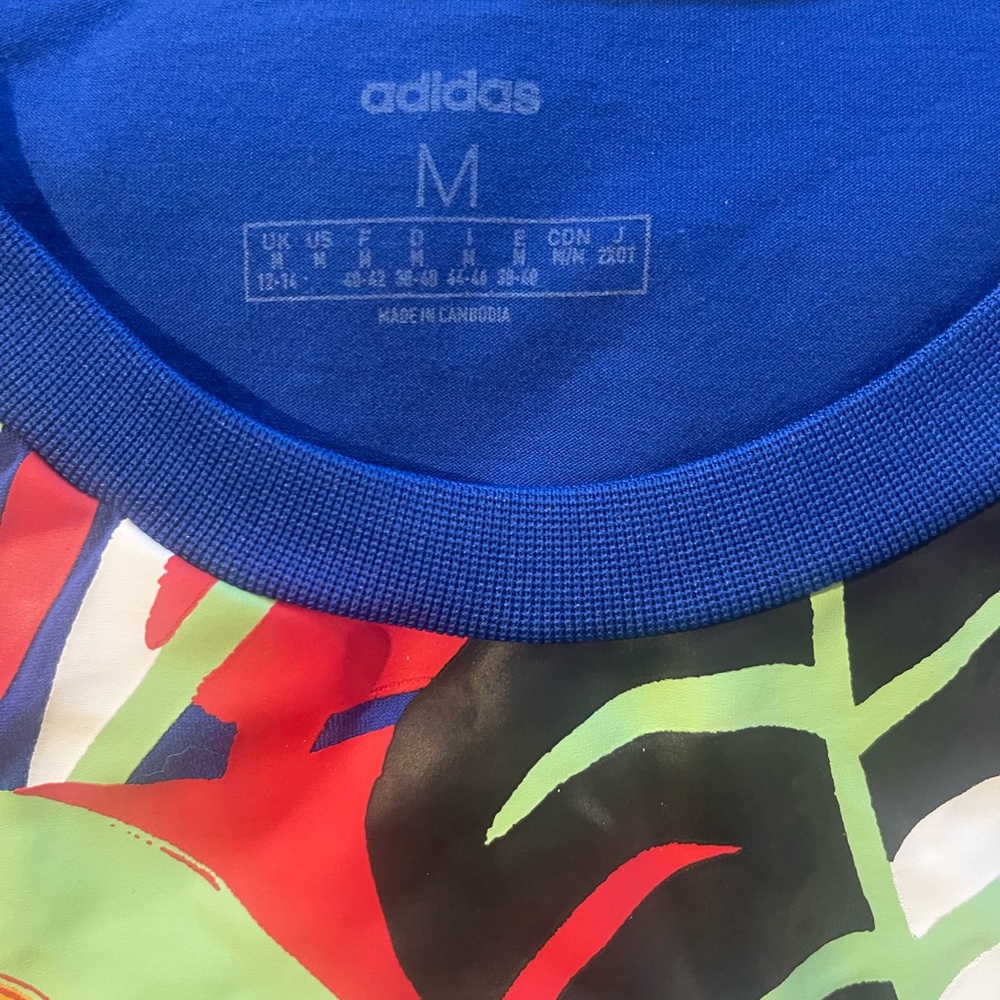 adidas
M
UK US F D I E CDN J
M M M M M M M/M 2XOT
12-14 - 40-42 38-40 44-46 38-40
MADE IN CAMBODIA